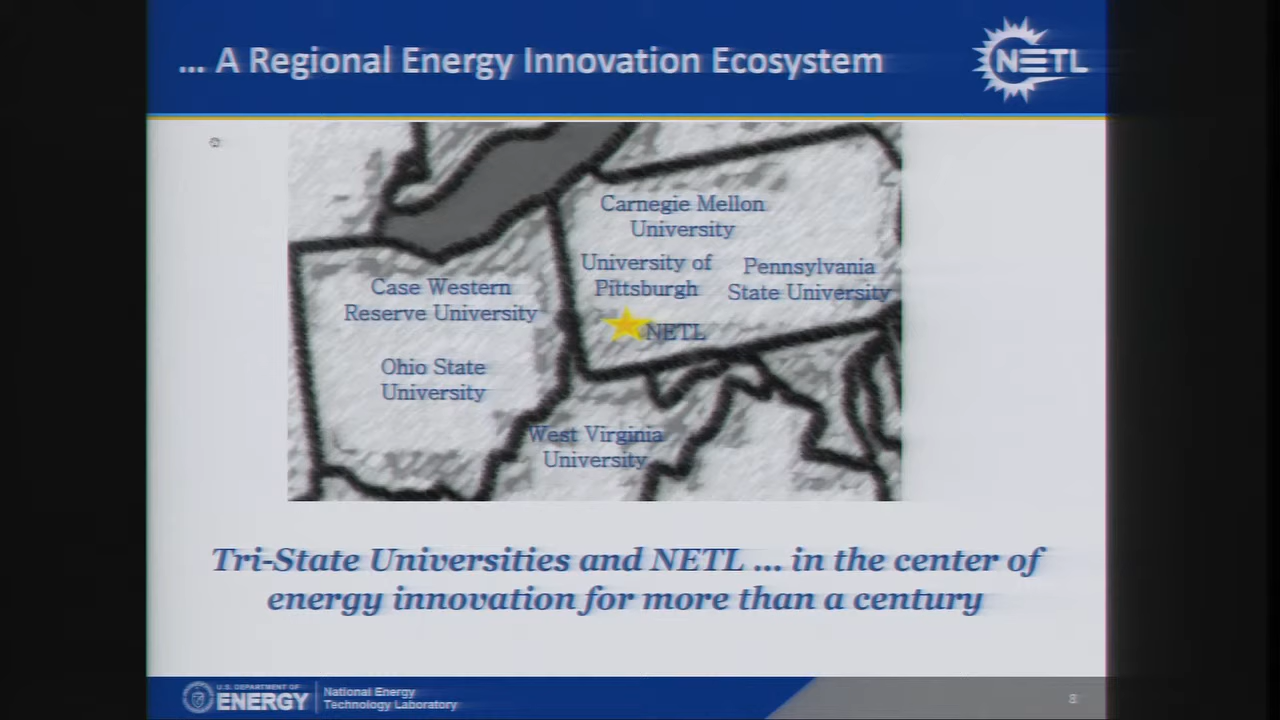 ... A Regional Energy Innovation Ecosystem
NETL
Carnegie Mellon
University
University of
Pittsburgh
Pennsylvania
State University
Case Western
Reserve University
NETL
Ohio State
University
West Virginia
University
Tri-State Universities and NETL ... in the center of
energy innovation for more than a century
U.S. DEPARTMENT OF
ENERGY
National Energy
Technology Laboratory
8